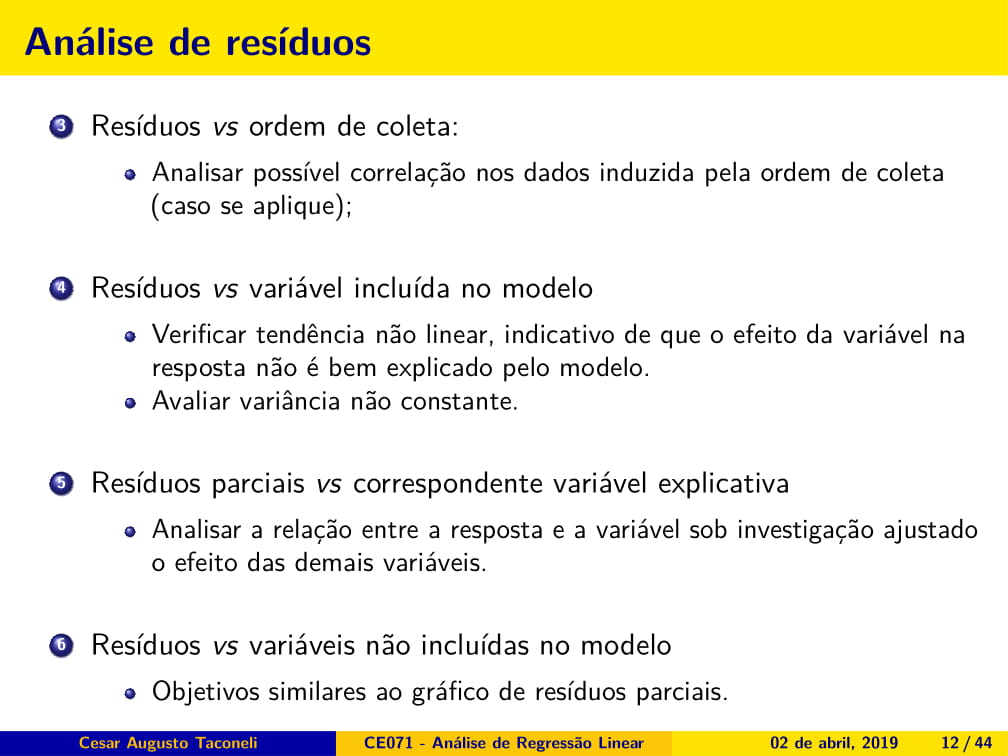 Análise de resíduos
3 Resíduos vs ordem de coleta:
Analisar possível correlação nos dados induzida pela ordem de coleta
(caso se aplique);
4 Resíduos vs variável incluída no modelo
Verificar tendência não linear, indicativo de que o efeito da variável na
resposta não é bem explicado pelo modelo.
Avaliar variância não constante.
5 Resíduos parciais vs correspondente variável explicativa
Analisar a relação entre a resposta e a variável sob investigação ajustado
o efeito das demais variáveis.
6 Resíduos vs variáveis não incluídas no modelo
Objetivos similares ao gráfico de resíduos parciais.
Cesar Augusto Taconeli CE071 - Análise de Regressão Linear 02 de abril, 2019 12 / 44